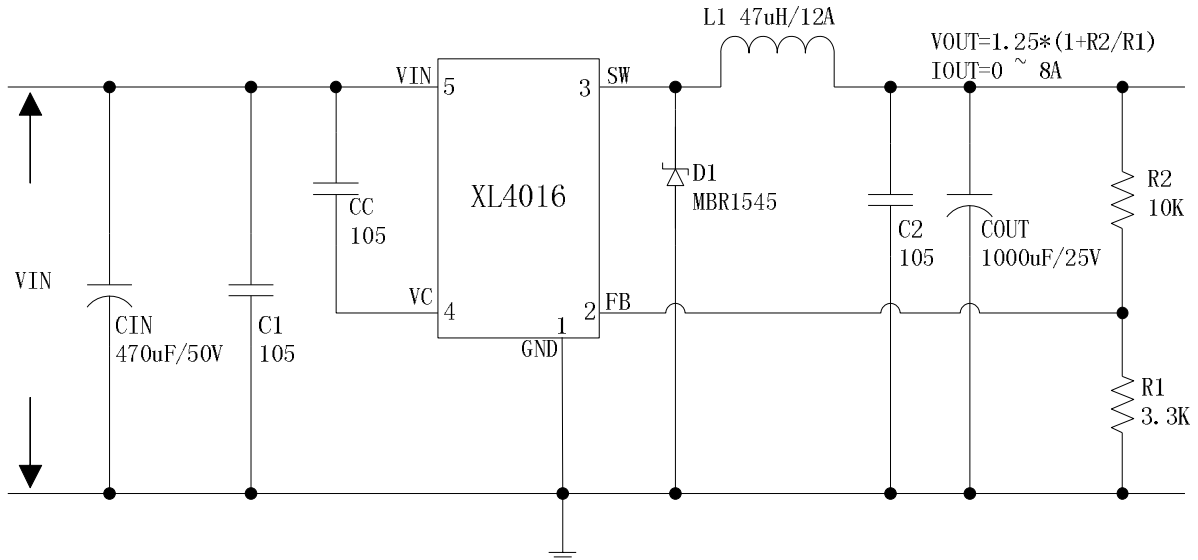 L1 47uH/12A
VOUT=1.25*(1+R2/R1)
IOUT=0 ~ 8A
VIN
5
3
SW
XL4016
D1
MBR1545
R2
10K
CC
105
C2
105
COUT
1000uF/25V
VIN
VC
4
2
FB
1
GND
CIN
470uF/50V
C1
105
R1
3.3K